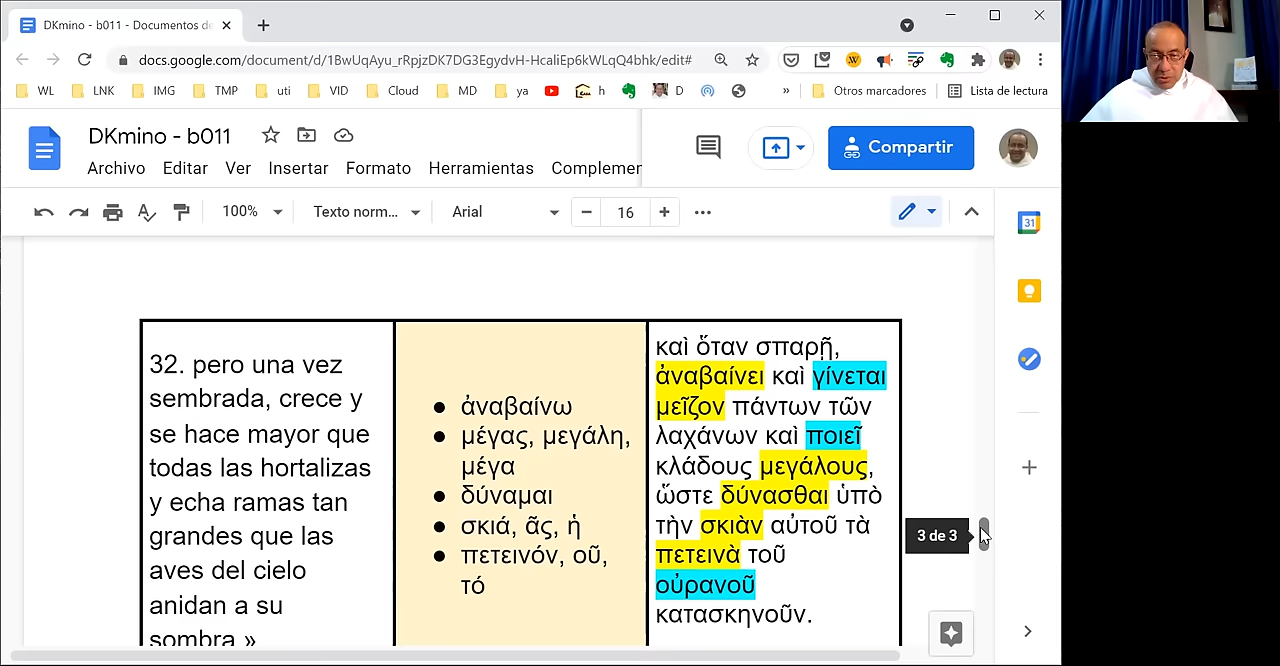 DKmino - b011 - Documentos de
docs.google.com/document/d/1BwUqAyu_rRpjzDK7DG3tgydvH-HcaliEp6kWLqQ4bhk/edit#
WL LNK IMG TMP uti VID Cloud MD ya h D » Otros marcadores Lista de lectura
DKmino - b011
Archivo Editar Ver Insertar Formato Herramientas Complemen
Compartir
100% Texto norm... Arial 16
31
32. pero una vez
sembrada, crece y
se hace mayor que
todas las hortalizas
y echa ramas tan
grandes que las
aves del cielo
anidan a su
sombra.»
ἀναβαίνω
μέγας, μεγάλη,
μέγα
δύναμαι
σκιά, ᾶς, ἡ
πετεινόν, οῦ,
τό
καὶ ὅταν σπαρῇ,
ἀναβαίνει καὶ γίνεται
μεῖζον πάντων τῶν
λαχάνων καὶ ποιεῖ
κλάδους μεγάλους,
ὥστε δύνασθαι ὑπὸ
τὴν σκιὰν αὐτοῦ τὰ
πετεινὰ τοῦ
οὐρανοῦ
κατασκηνοῦν.
3 de 3